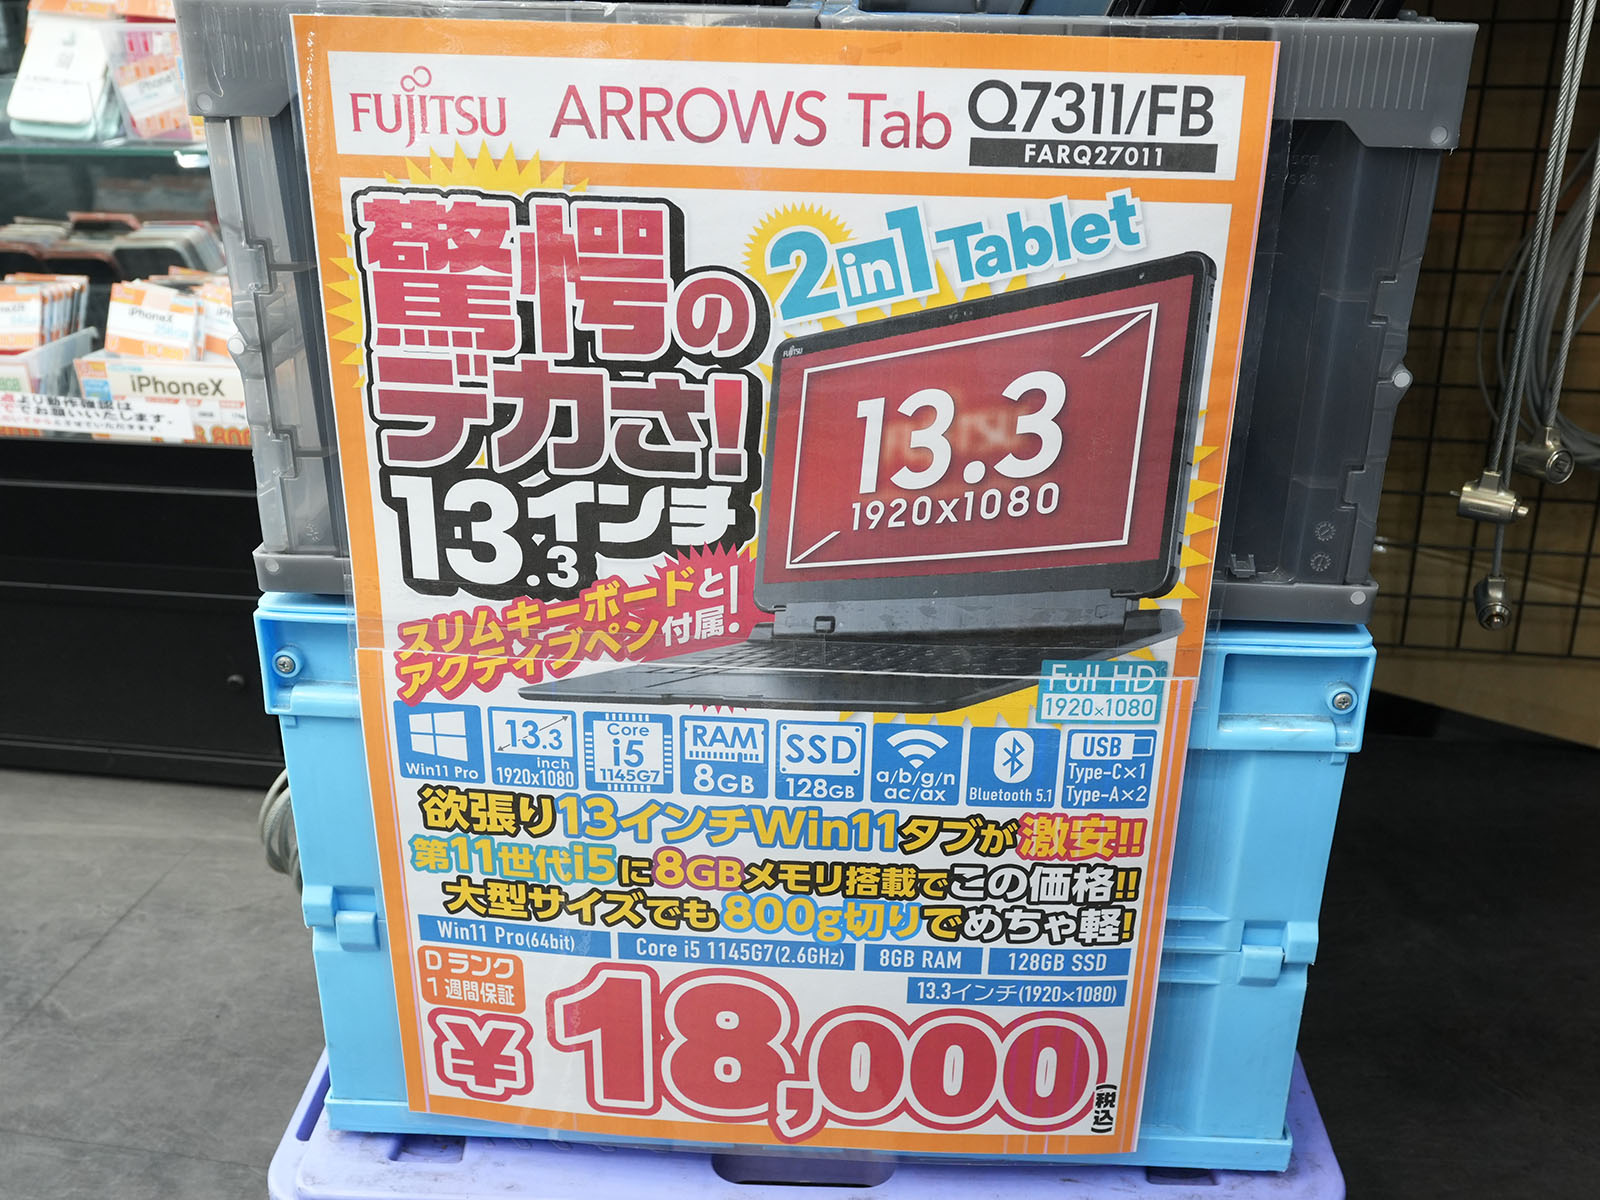 FUJITSU ARROWS Tab Q7311/FB
FARQ27011
驚愕の
デカさ!
13.3インチ
2in1 Tablet
FUJITSU
13.3
1920x1080
スリムキーボードと
アクティブペン付属!
Full HD
1920×1080
Win11 Pro
13.3
inch
1920x1080
Core
i5
1145G7
RAM
8GB
SSD
128GB
a/b/g/n
ac/ax
Bluetooth 5.1
USB
Type-C×1
Type-A×2
欲張り13インチWin11タブが激安!!
第11世代i5に8GBメモリ搭載でこの価格!!
大型サイズでも800g切りでめちゃ軽!
Win11 Pro(64bit) Core i5 1145G7(2.6GHz) 8GB RAM 128GB SSD
13.3インチ(1920×1080)
Dランク
1週間保証
¥18,000(税込)
iPhoneX
256GB
iPhoneX